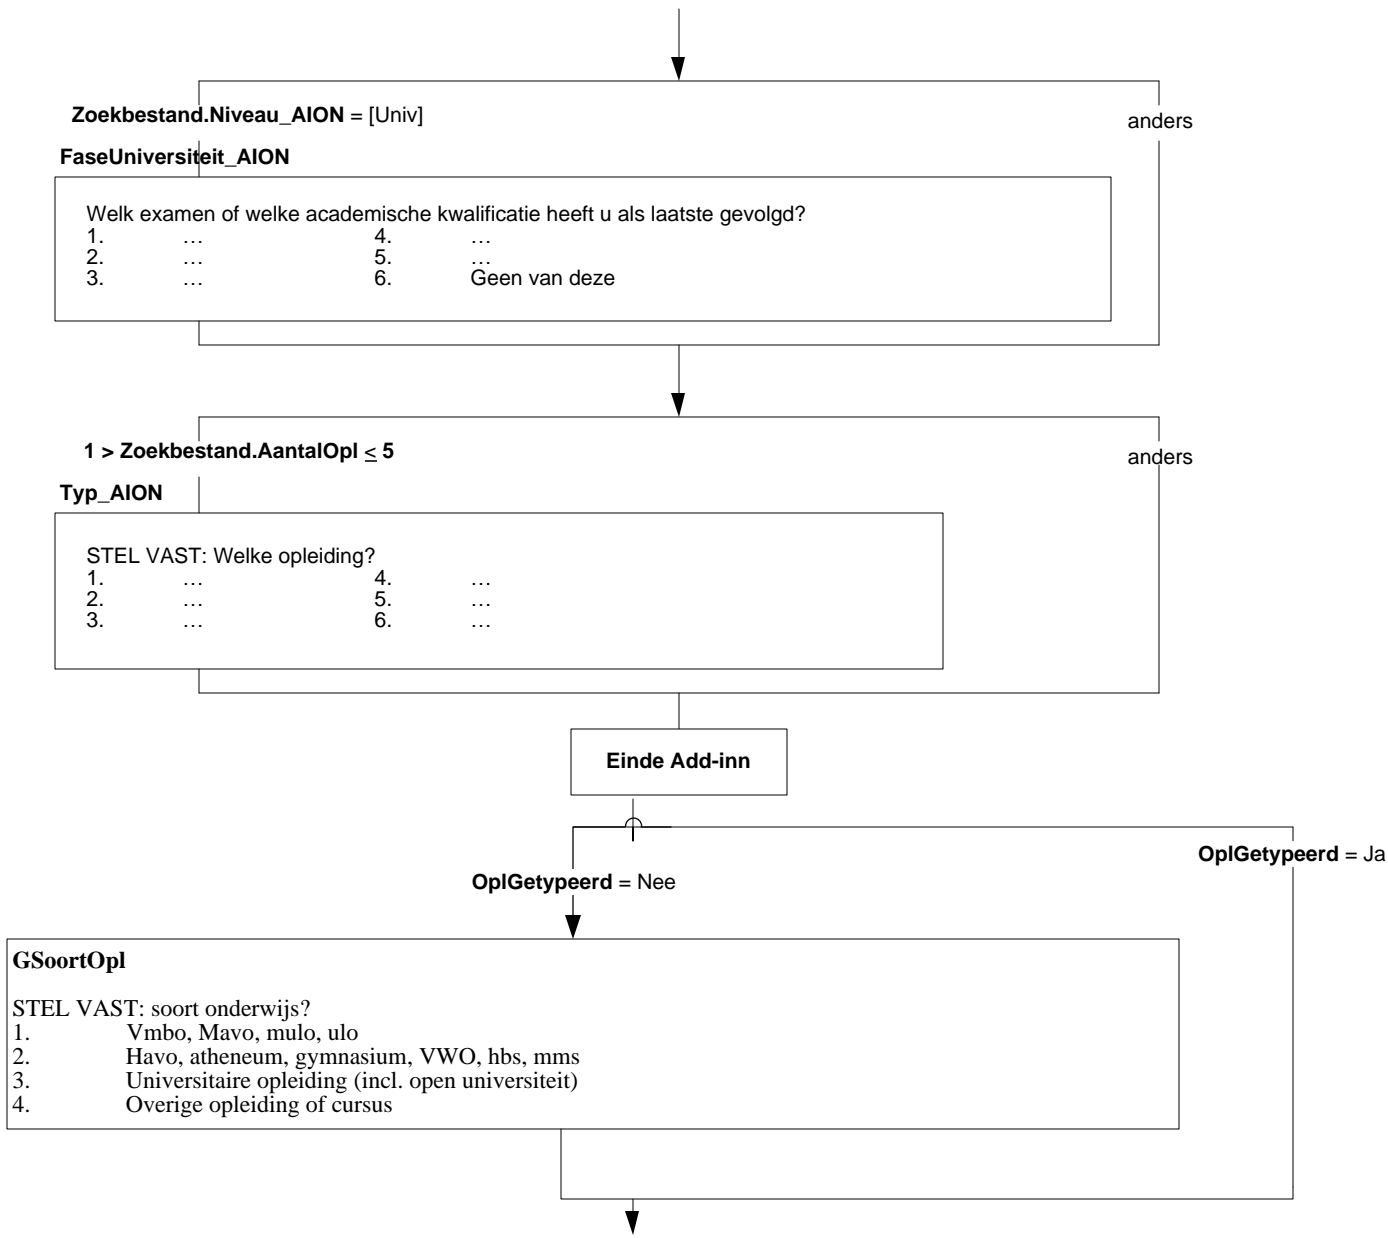 Zoekbestand.Niveau_AION = [Univ]
anders
FaseUniversiteit_AION
Welk examen of welke academische kwalificatie heeft u als laatste gevolgd?
1. … 4. …
2. … 5. …
3. … 6. Geen van deze
1 > Zoekbestand.AantalOpl ≤ 5
anders
Typ_AION
STEL VAST: Welke opleiding?
1. … 4. …
2. … 5. …
3. … 6. …
Einde Add-inn
OplGetypeerd = Ja
OplGetypeerd = Nee
GSoortOpl
STEL VAST: soort onderwijs?
1. Vmbo, Mavo, mulo, ulo
2. Havo, atheneum, gymnasium, VWO, hbs, mms
3. Universitaire opleiding (incl. open universiteit)
4. Overige opleiding of cursus